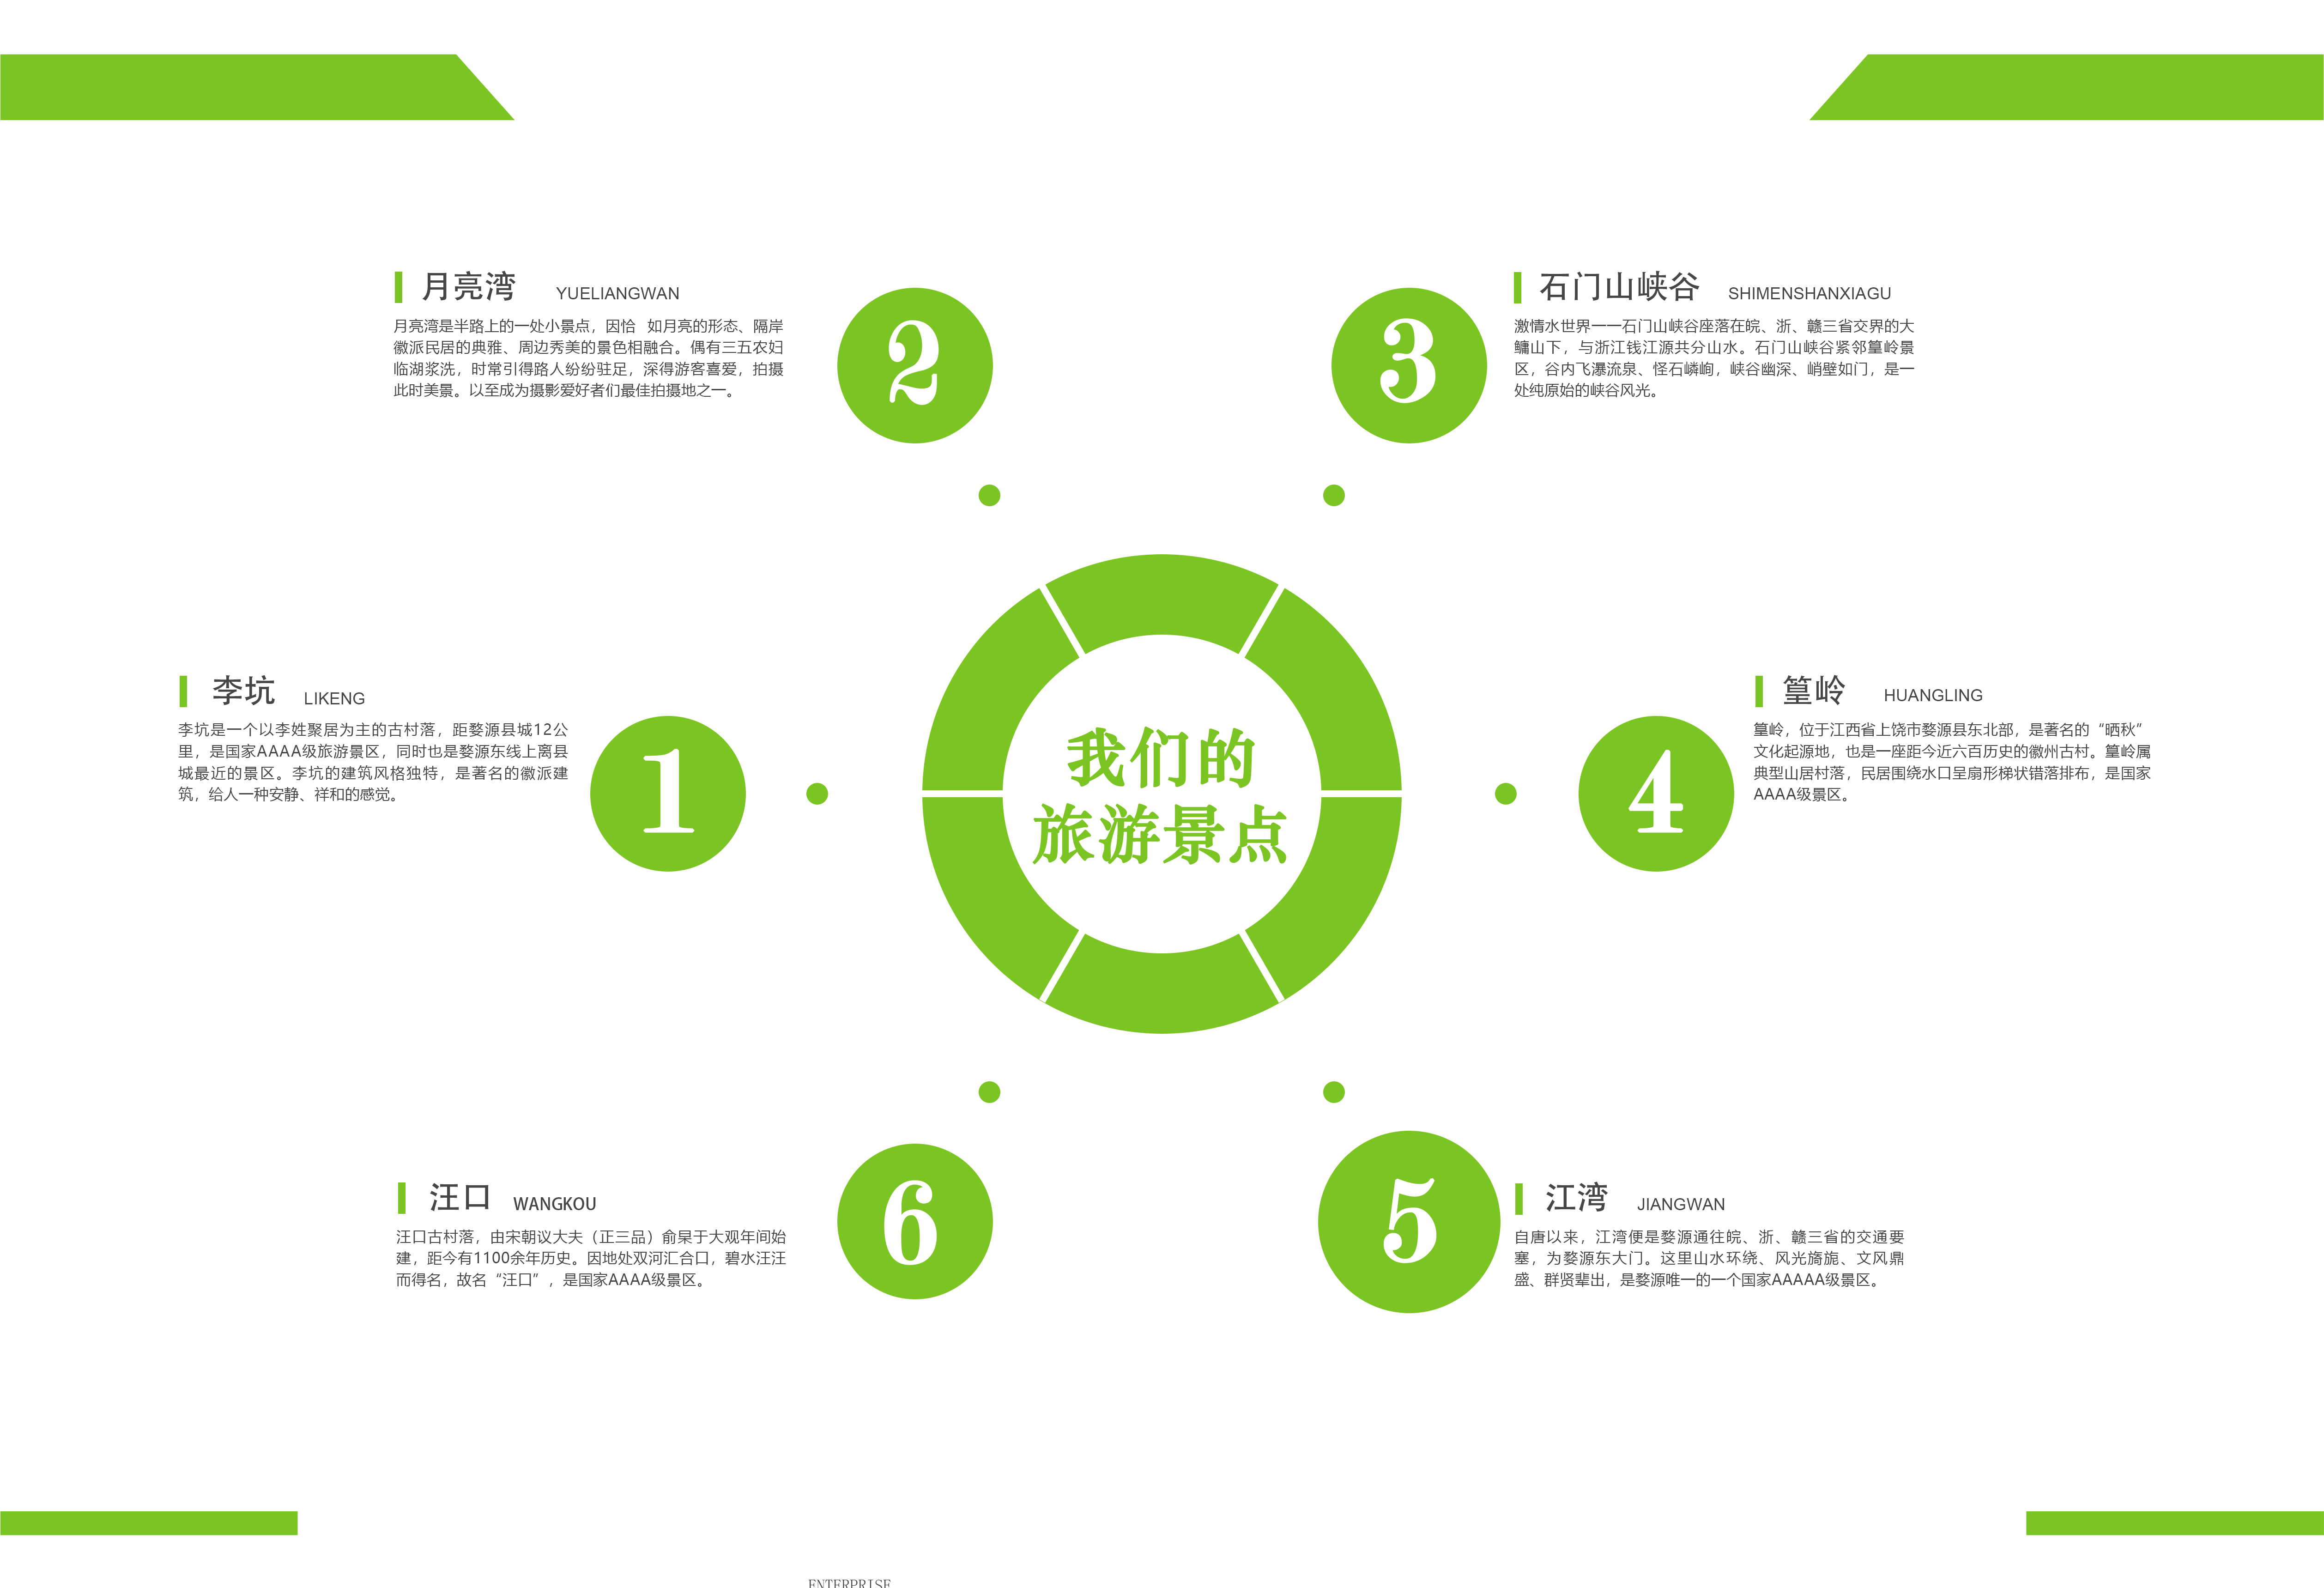 月亮湾 YUELIANGWAN
月亮湾是半路上的一处小景点，因恰 如月亮的形态、隔岸
徽派民居的典雅、周边秀美的景色相融合。偶有三五农妇
临湖浆洗，时常引得路人纷纷驻足，深得游客喜爱，拍摄
此时美景。以至成为摄影爱好者们最佳拍摄地之一。
2
石门山峡谷 SHIMENSHANXIAGU
激情水世界一一石门山峡谷座落在皖、浙、赣三省交界的大
鳙山下，与浙江钱江源共分山水。石门山峡谷紧邻篁岭景
区，谷内飞瀑流泉、怪石嶙峋，峡谷幽深、峭壁如门，是一
处纯原始的峡谷风光。
3
李坑 LIKENG
李坑是一个以李姓聚居为主的古村落，距婺源县城12公
里，是国家AAAA级旅游景区，同时也是婺源东线上离县
城最近的景区。李坑的建筑风格独特，是著名的徽派建
筑，给人一种安静、祥和的感觉。
1
我们的
旅游景点
篁岭 HUANGLING
篁岭，位于江西省上饶市婺源县东北部，是著名的“晒秋”
文化起源地，也是一座距今近六百历史的徽州古村。篁岭属
典型山居村落，民居围绕水口呈扇形梯状错落排布，是国家
AAAA级景区。
4
汪口 WANGKOU
汪口古村落，由宋朝议大夫（正三品）俞杲于大观年间始
建，距今有1100余年历史。因地处双河汇合口，碧水汪汪
而得名，故名“汪口”，是国家AAAA级景区。
6
江湾 JIANGWAN
自唐以来，江湾便是婺源通往皖、浙、赣三省的交通要
塞，为婺源东大门。这里山水环绕、风光旖旎、文风鼎
盛、群贤辈出，是婺源唯一的一个国家AAAAA级景区。
5
ENTERPRISE